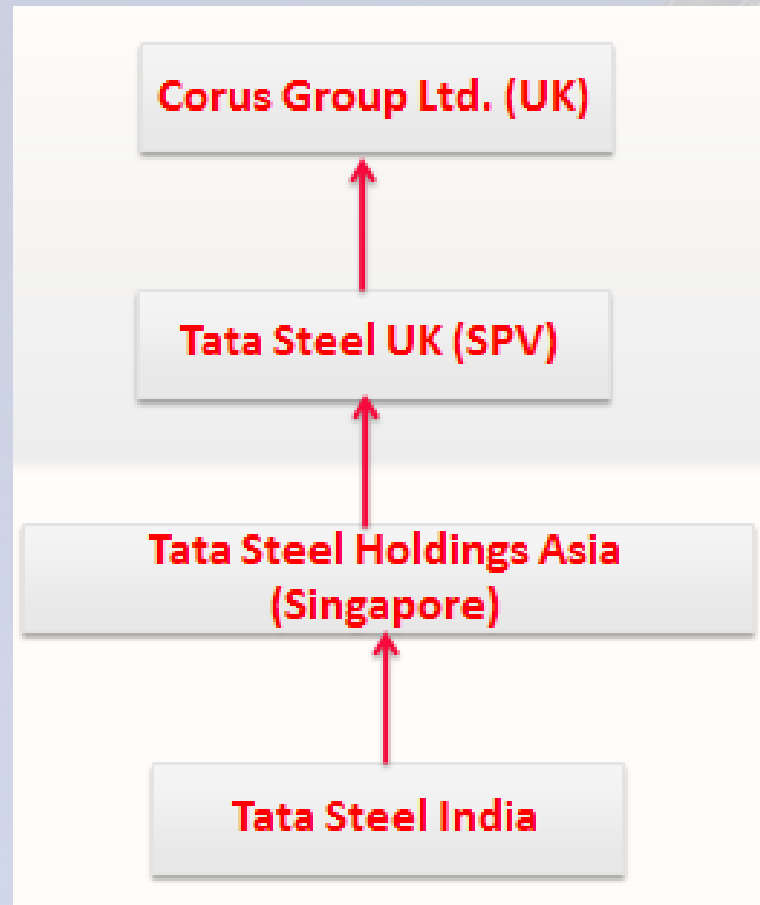 Corus Group Ltd. (UK)
Tata Steel UK (SPV)
Tata Steel Holdings Asia
(Singapore)
Tata Steel India